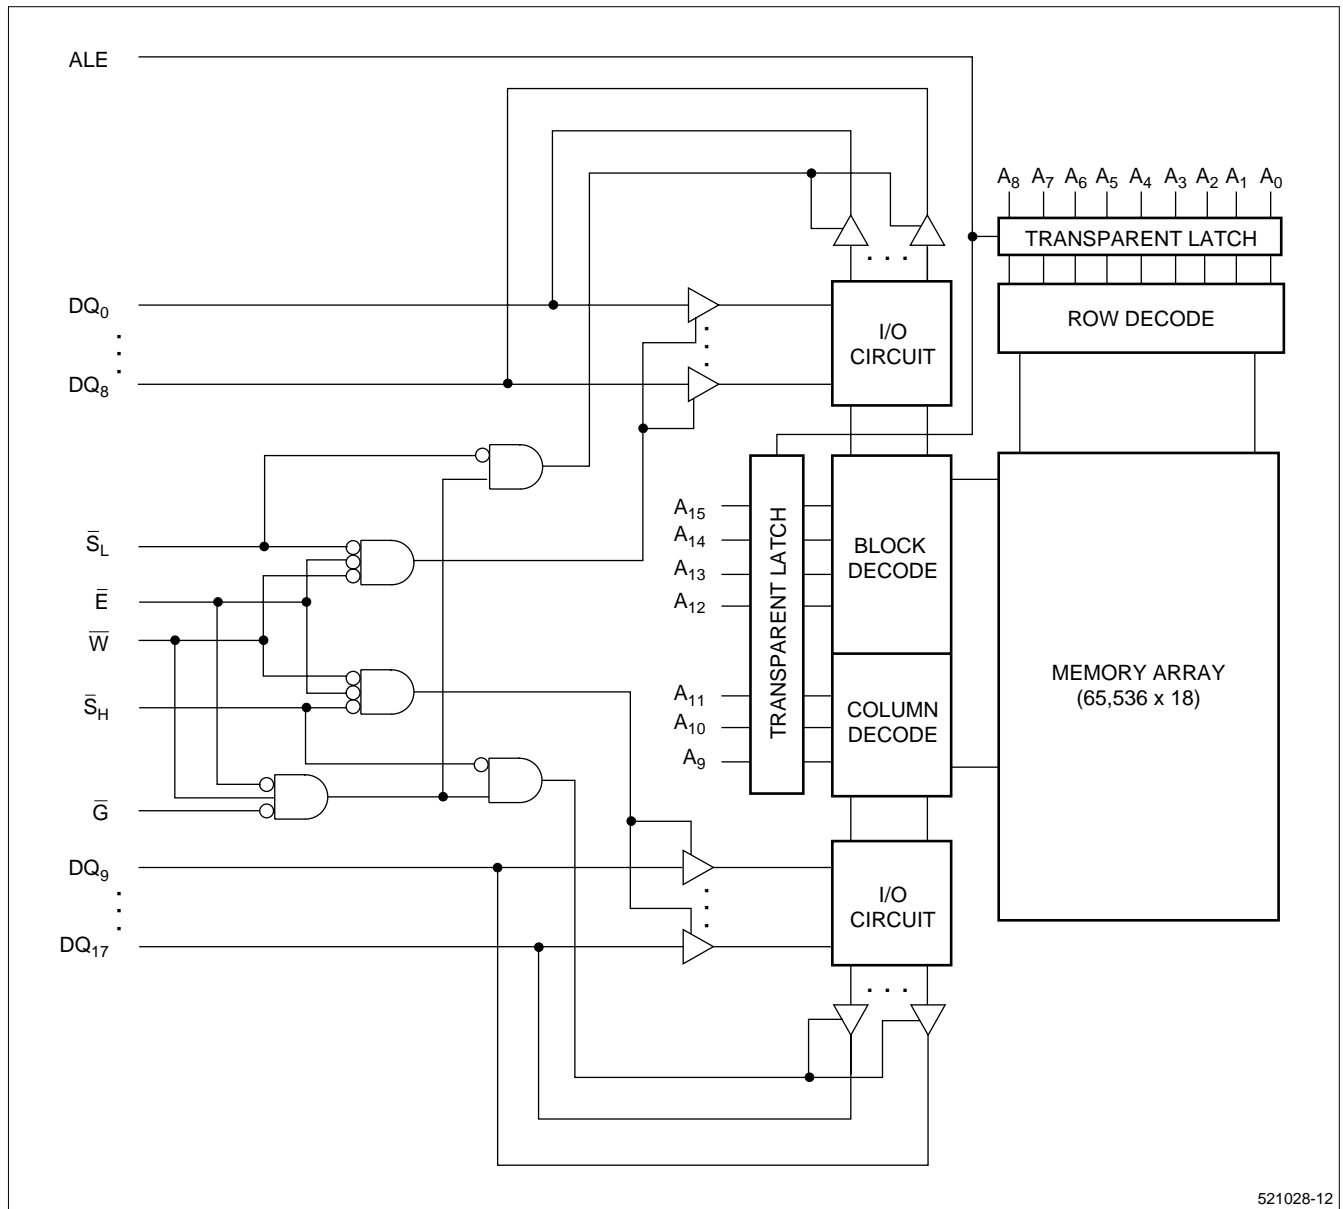 ALE
A8 A7 A6 A5 A4 A3 A2 A1 A0
TRANSPARENT LATCH
ROW DECODE
DQ0
DQ8
I/O
CIRCUIT
S̅L
E̅
W̅
S̅H
G̅
A15
A14
A13
A12
A11
A10
A9
TRANSPARENT LATCH
BLOCK
DECODE
COLUMN
DECODE
MEMORY ARRAY
(65,536 x 18)
DQ9
DQ17
I/O
CIRCUIT
521028-12